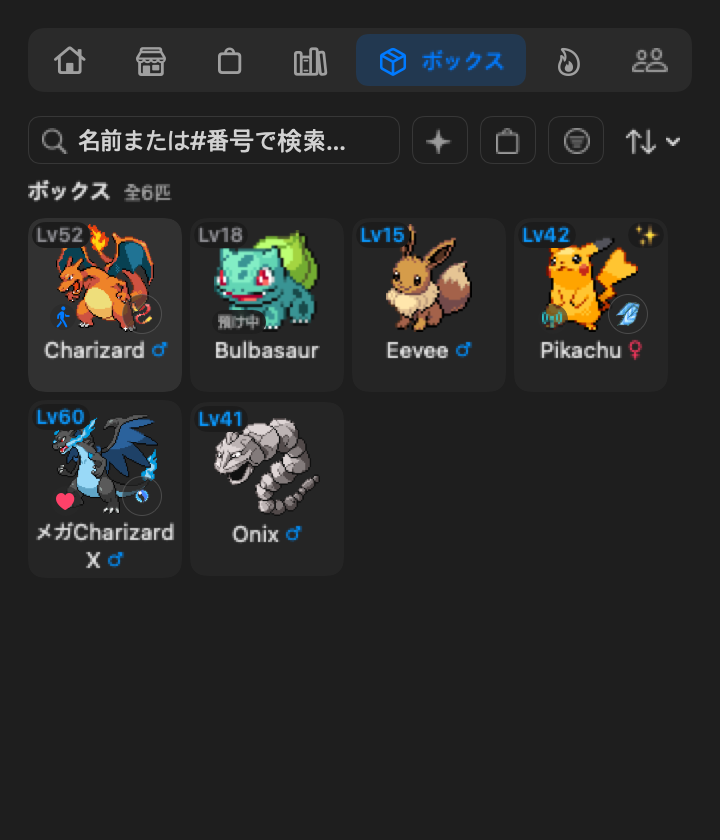 ボックス
名前または#番号で検索...
ボックス 全6匹
Lv52
Charizard ♂
Lv18
預け中
Bulbasaur
Lv15
Eevee ♂
Lv42
Pikachu ♀
Lv60
メガCharizard
X ♂
Lv41
Onix ♂